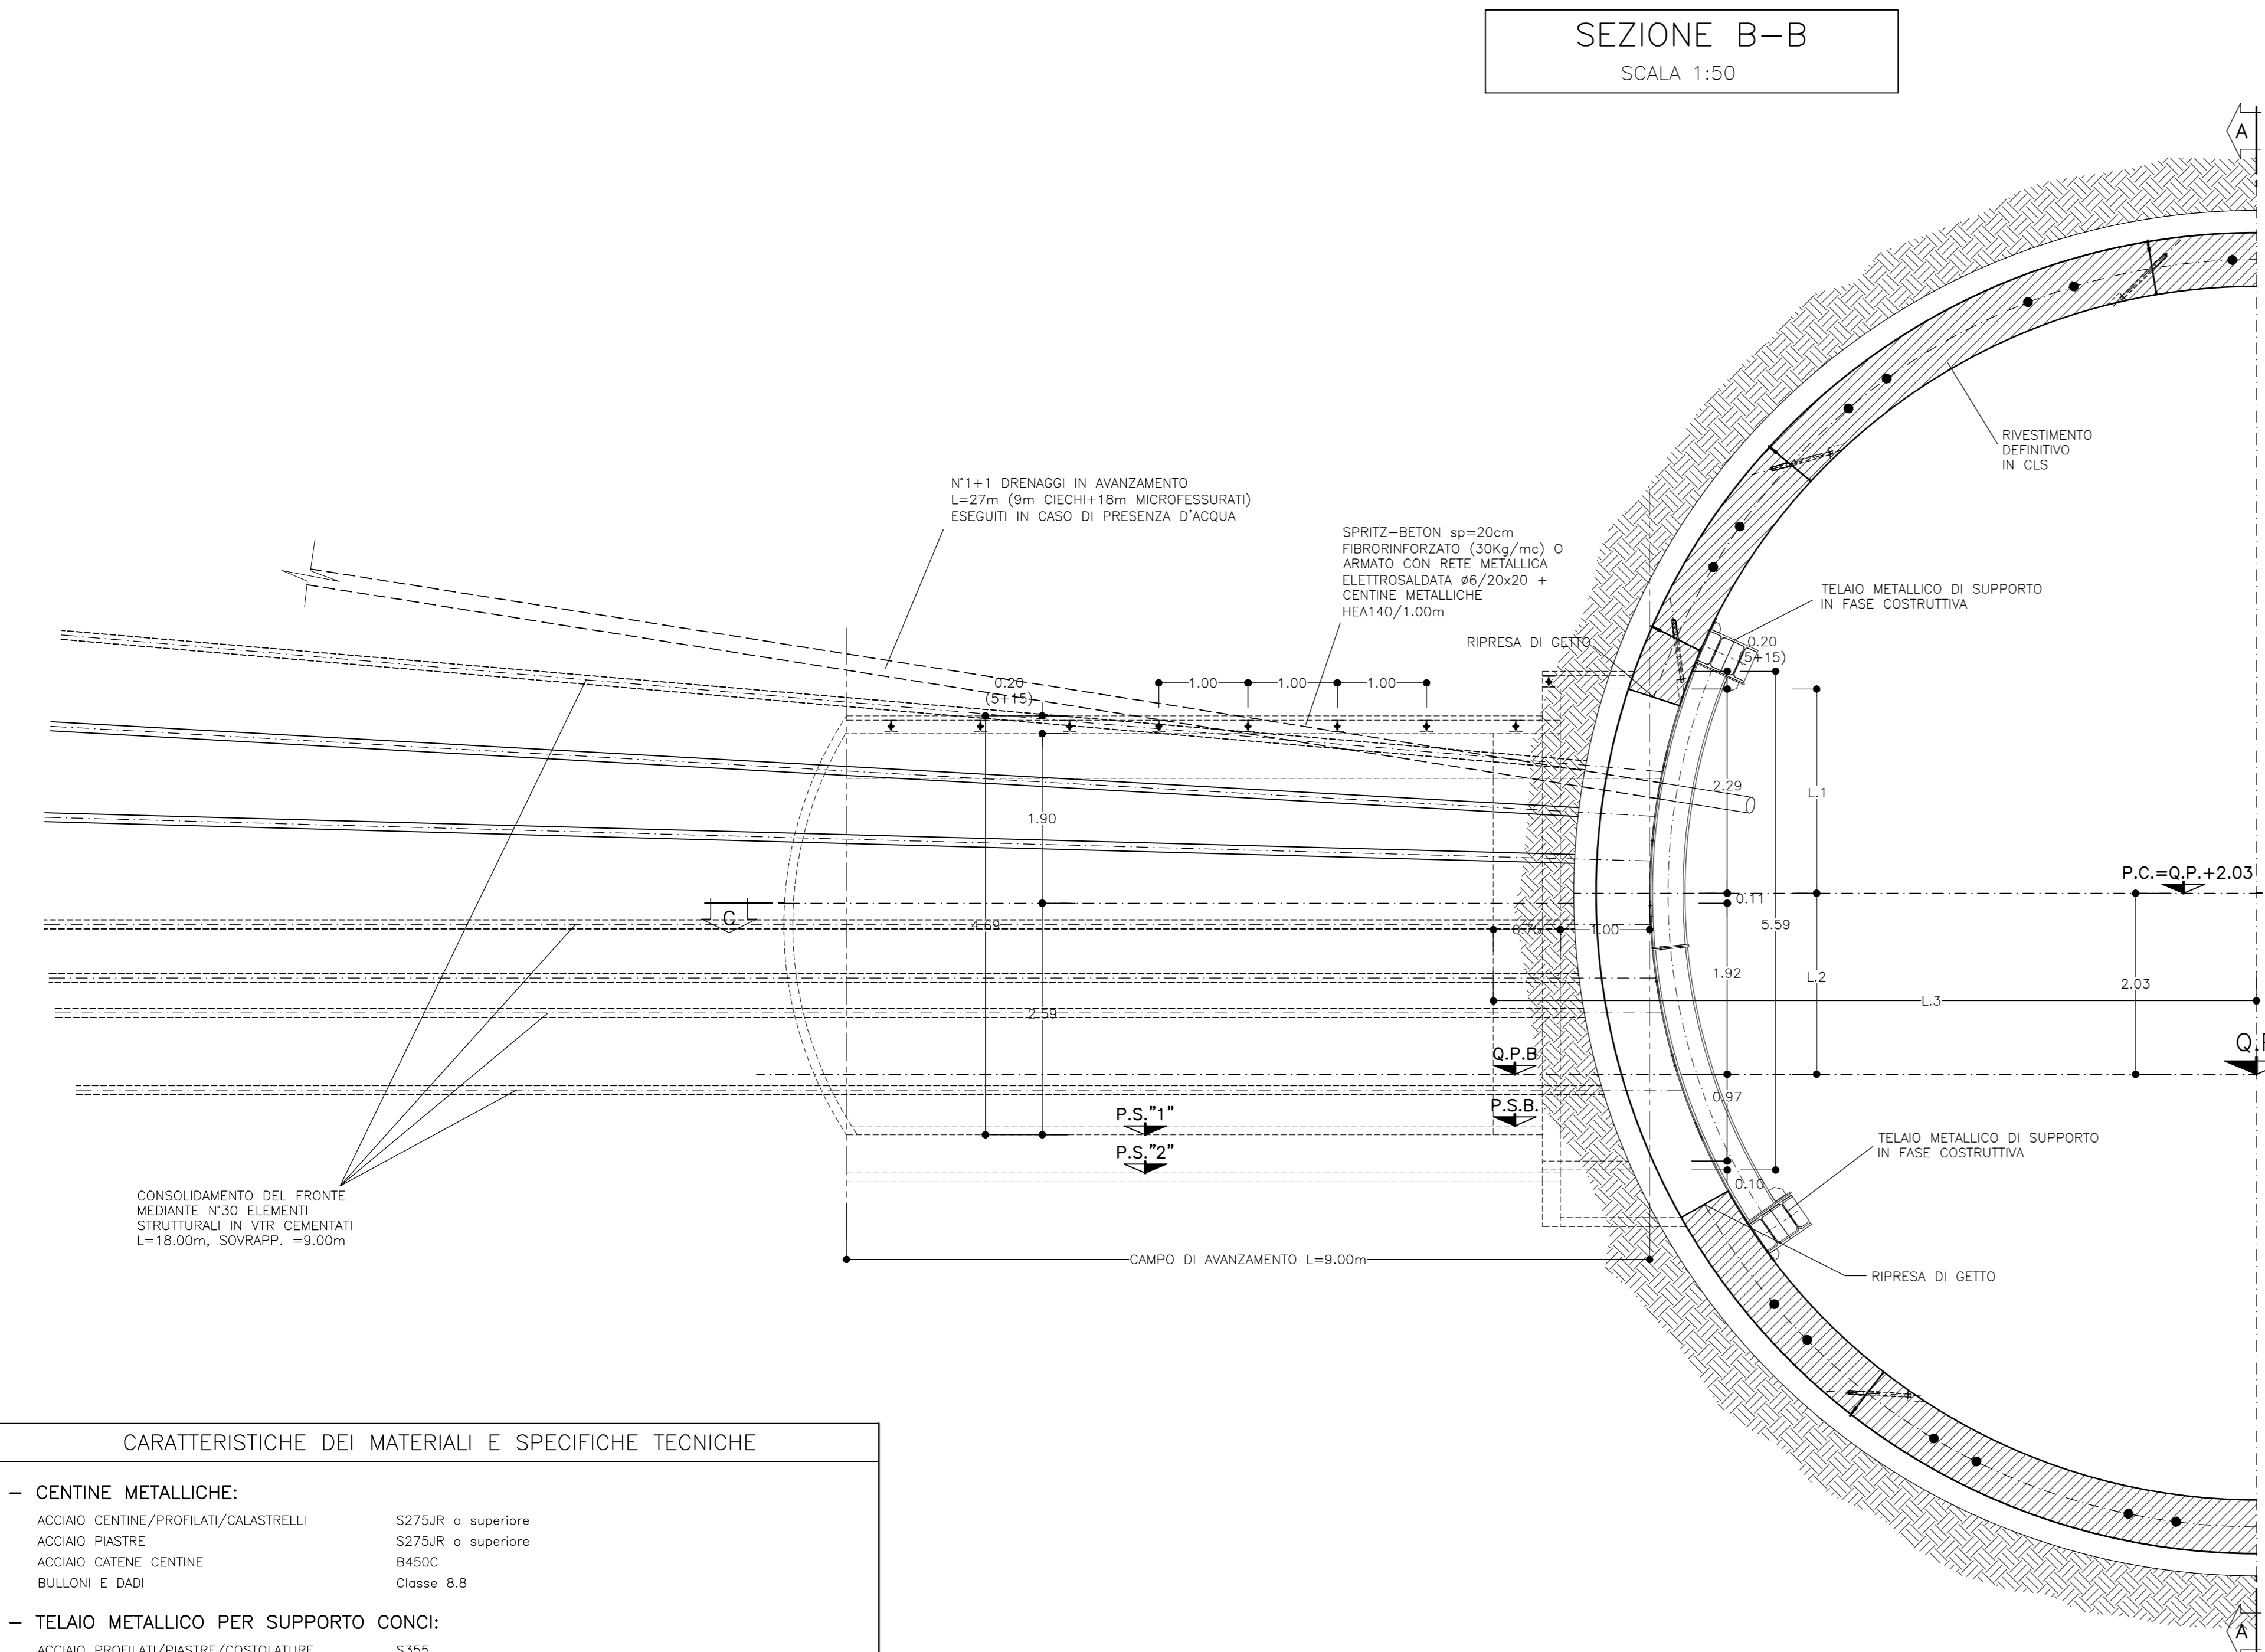 SEZIONE B–B
SCALA 1:50
A
N°1+1 DRENAGGI IN AVANZAMENTO
L=27m (9m CIECHI+18m MICROFESSURATI)
ESEGUITI IN CASO DI PRESENZA D'ACQUA
SPRITZ–BETON sp=20cm
FIBRORINFORZATO (30Kg/mc) O
ARMATO CON RETE METALLICA
ELETTROSALDATA ø6/20x20 +
CENTINE METALLICHE
HEA140/1.00m
RIVESTIMENTO
DEFINITIVO
IN CLS
TELAIO METALLICO DI SUPPORTO
IN FASE COSTRUTTIVA
RIPRESA DI GETTO
0.20
(5+15)
0.20
(5+15)
1.00
1.00
1.00
2.29
L.1
1.90
P.C.=Q.P.+2.03
0.11
C
4.69
0.75
1.00
5.59
1.92
L.2
2.03
L.3
2.59
Q.P.B
Q.P
0.97
P.S."1"
P.S.B.
P.S."2"
TELAIO METALLICO DI SUPPORTO
IN FASE COSTRUTTIVA
0.10
CONSOLIDAMENTO DEL FRONTE
MEDIANTE N°30 ELEMENTI
STRUTTURALI IN VTR CEMENTATI
L=18.00m, SOVRAPP. =9.00m
CAMPO DI AVANZAMENTO L=9.00m
RIPRESA DI GETTO
CARATTERISTICHE DEI MATERIALI E SPECIFICHE TECNICHE
– CENTINE METALLICHE:
ACCIAIO CENTINE/PROFILATI/CALASTRELLI S275JR o superiore
ACCIAIO PIASTRE S275JR o superiore
ACCIAIO CATENE CENTINE B450C
BULLONI E DADI Classe 8.8
– TELAIO METALLICO PER SUPPORTO CONCI:
ACCIAIO PROFILATI/PIASTRE/COSTOLATURE S355
A